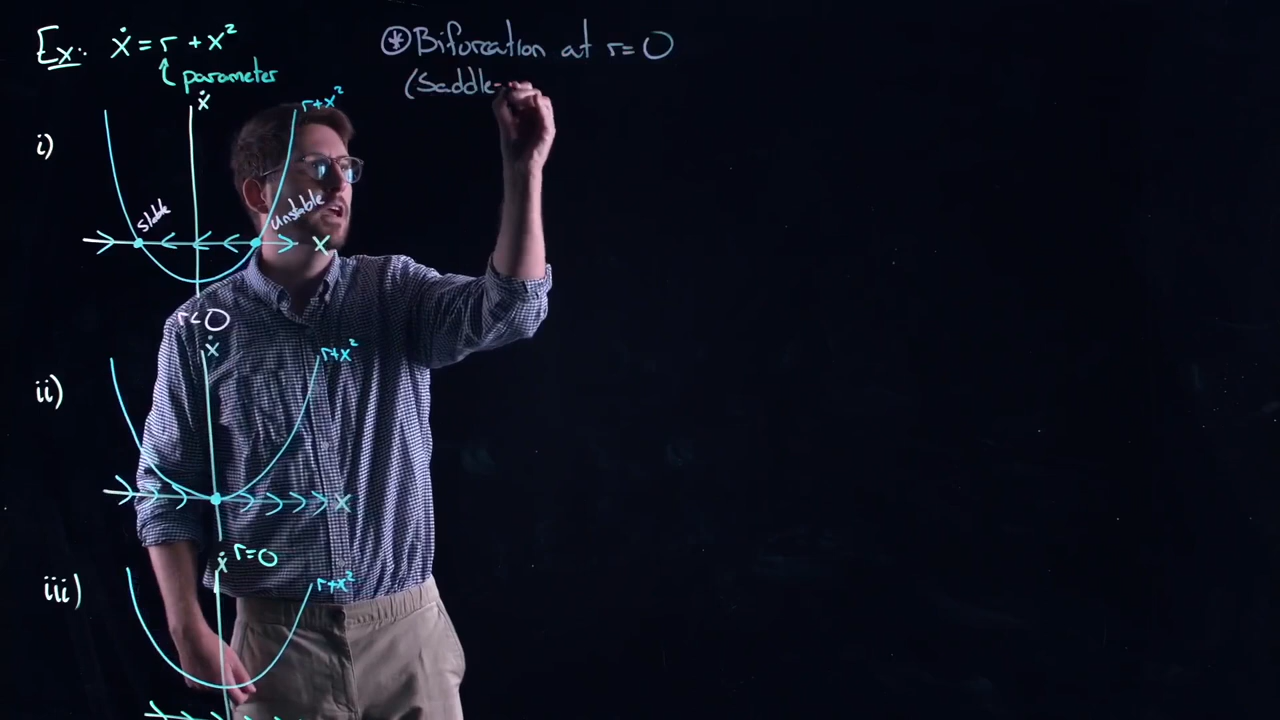 Ex: ẋ = r + x²
parameter
⊛ Bifurcation at r = 0
(Saddle-
i)
ẋ
r+x²
Stable
Unstable
x
r<0
ii)
ẋ
r+x²
x
r=0
iii)
ẋ
r+x²